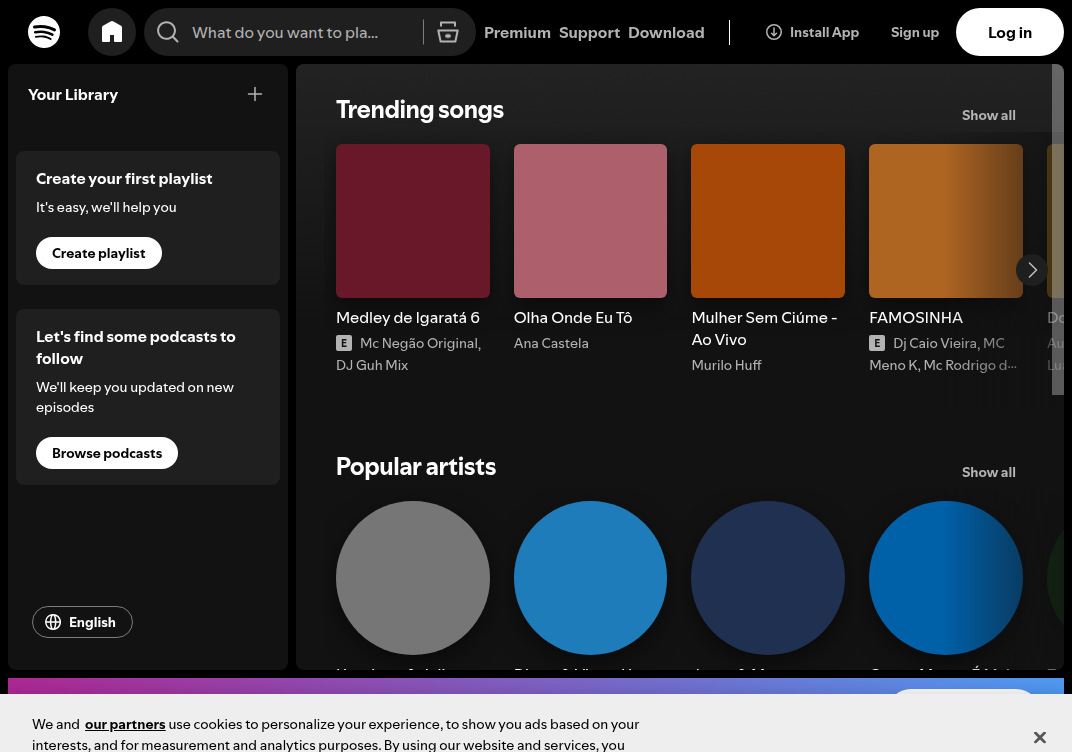 What do you want to pla...
Premium Support Download
Install App
Sign up
Log in
Your Library
Create your first playlist
It's easy, we'll help you
Create playlist
Let's find some podcasts to
follow
We'll keep you updated on new
episodes
Browse podcasts
English
Trending songs
Show all
Medley de Igaratá 6
E Mc Negão Original,
DJ Guh Mix
Olha Onde Eu Tô
Ana Castela
Mulher Sem Ciúme -
Ao Vivo
Murilo Huff
FAMOSINHA
E Dj Caio Vieira, MC
Meno K, Mc Rodrigo d...
Popular artists
Show all
We and our partners use cookies to personalize your experience, to show you ads based on your
interests, and for measurement and analytics purposes. By using our website and services, you